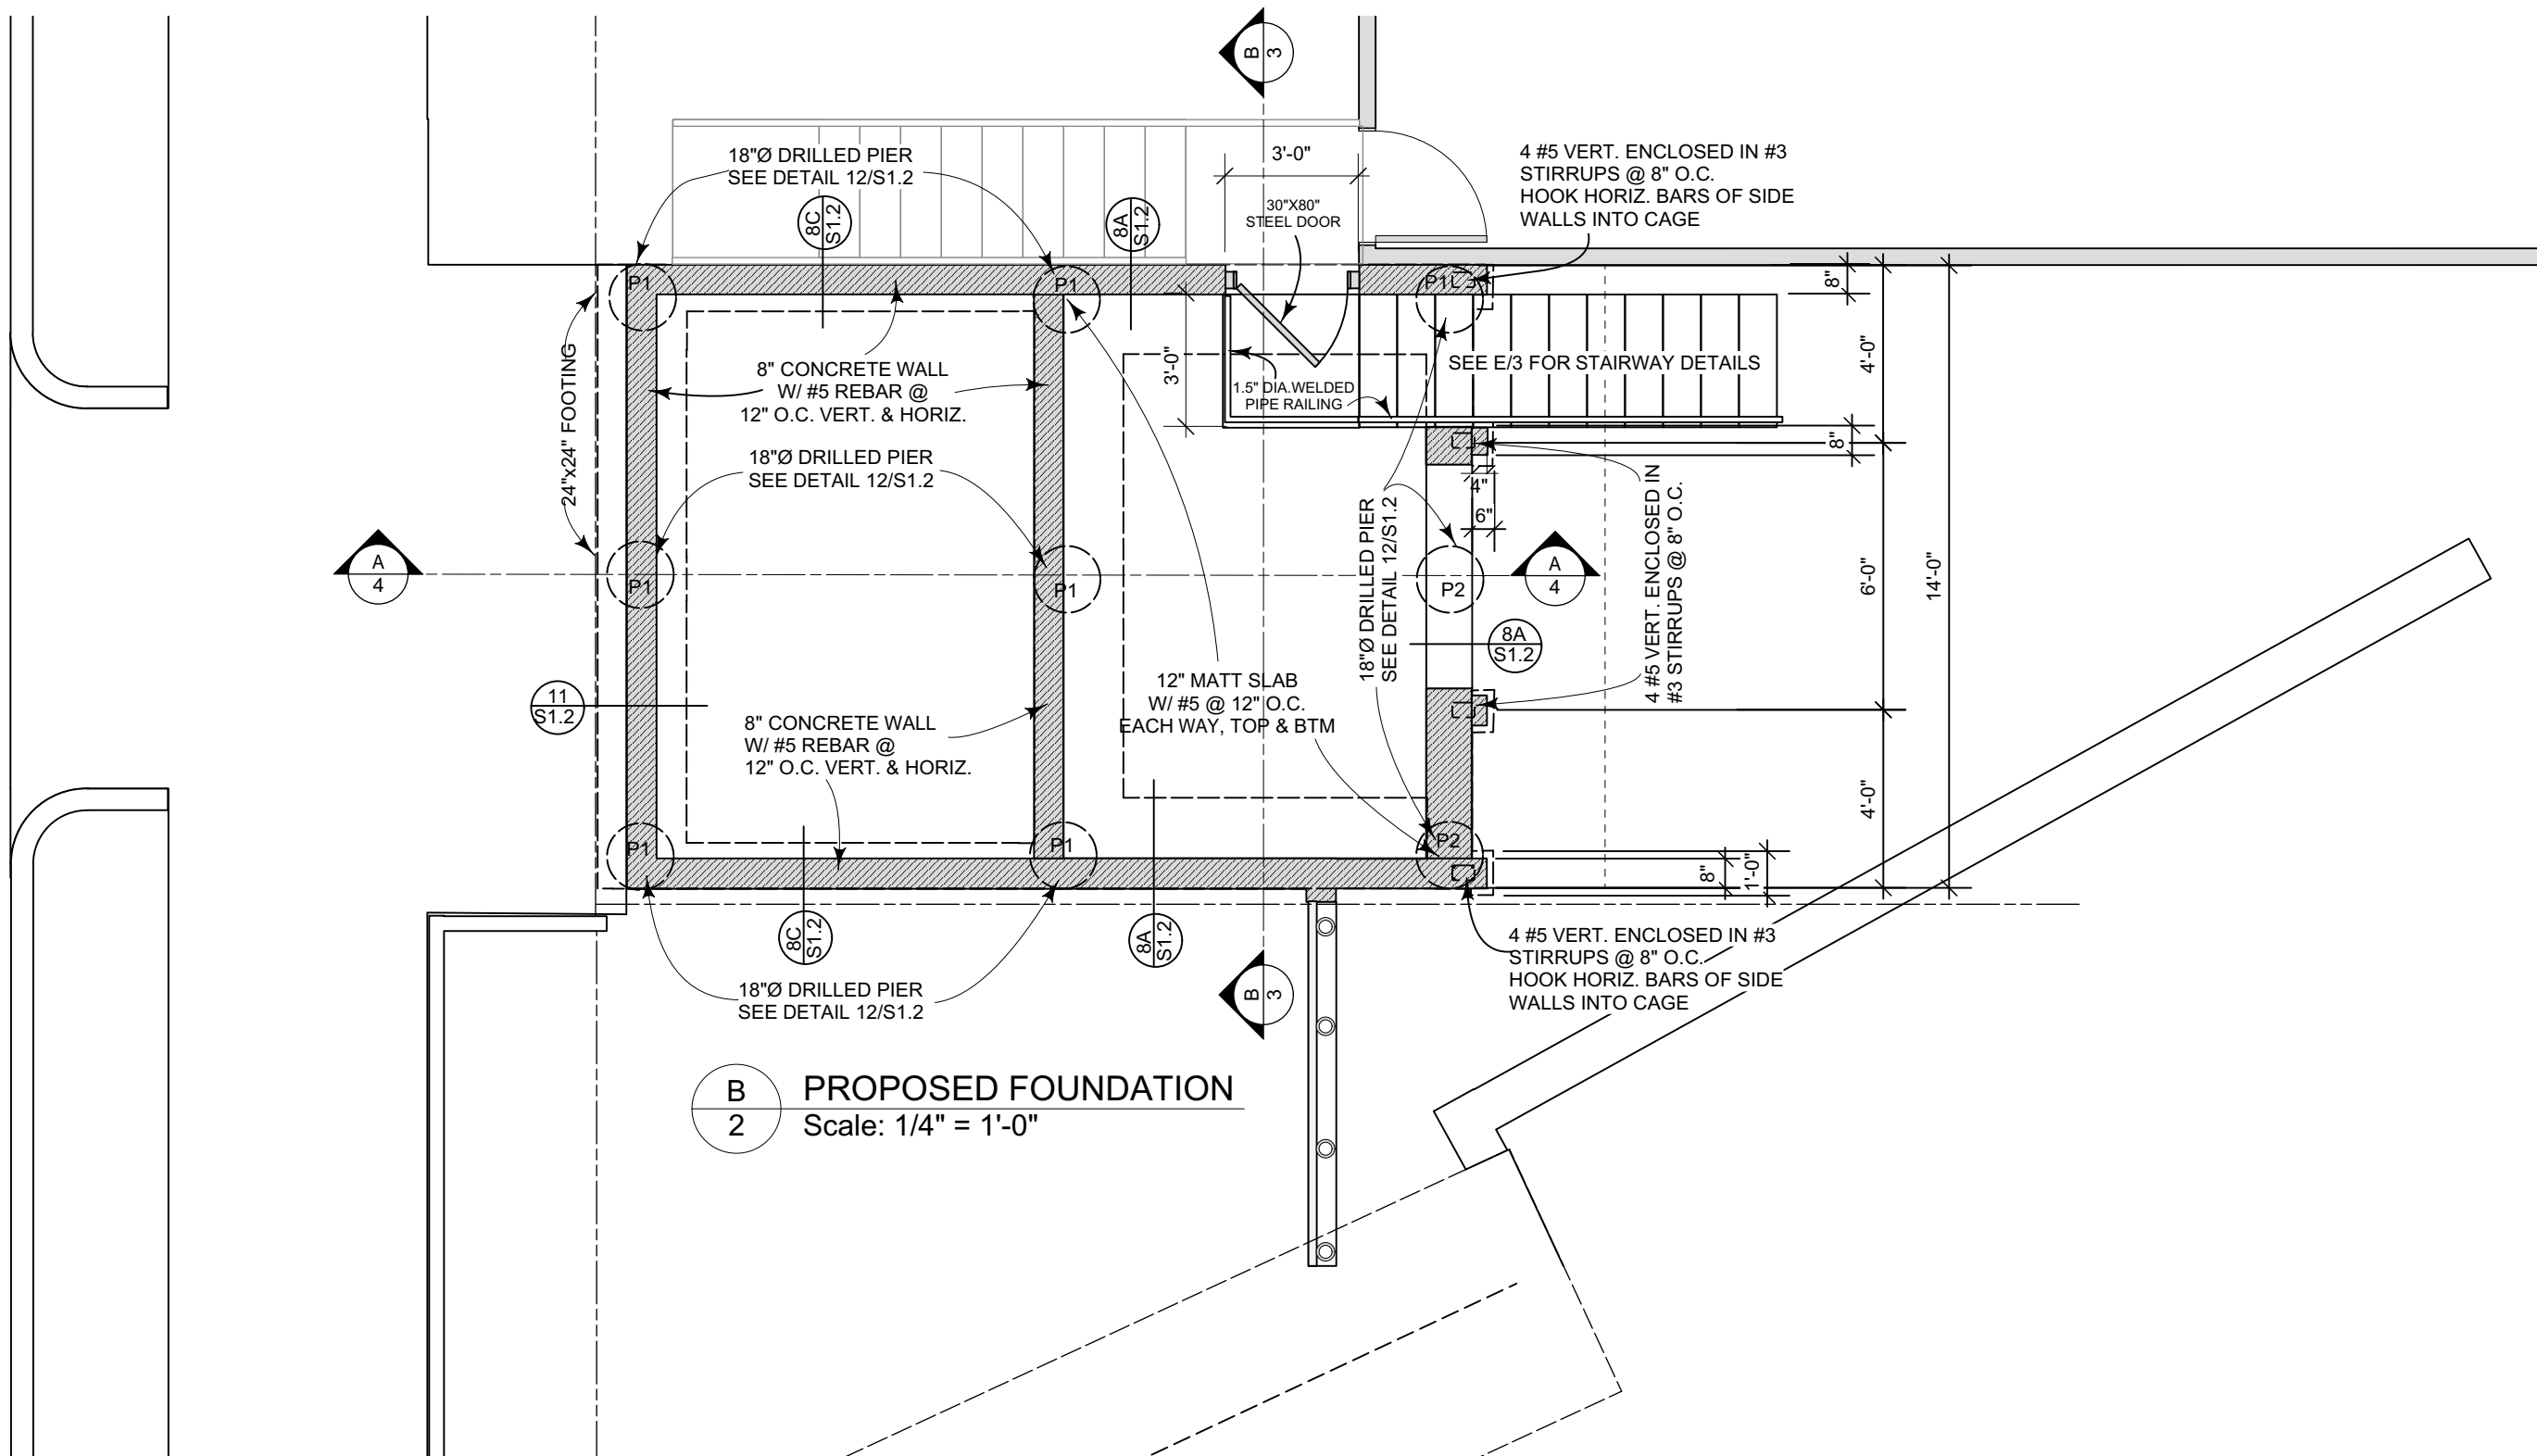 B
3
18"Ø DRILLED PIER
SEE DETAIL 12/S1.2
3'-0"
4 #5 VERT. ENCLOSED IN #3
STIRRUPS @ 8" O.C.
HOOK HORIZ. BARS OF SIDE
WALLS INTO CAGE
8C
S1.2
8A
S1.2
30"X80"
STEEL DOOR
P1
P1
P1
8"
24"x24" FOOTING
8" CONCRETE WALL
W/ #5 REBAR @
12" O.C. VERT. & HORIZ.
3'-0"
1.5" DIA.WELDED
PIPE RAILING
SEE E/3 FOR STAIRWAY DETAILS
4'-0"
8"
18"Ø DRILLED PIER
SEE DETAIL 12/S1.2
4"
6"
18"Ø DRILLED PIER
SEE DETAIL 12/S1.2
4 #5 VERT. ENCLOSED IN
#3 STIRRUPS @ 8" O.C.
A
4
P1
P1
P2
A
4
6'-0"
14'-0"
8A
S1.2
11
S1.2
12" MATT SLAB
W/ #5 @ 12" O.C.
EACH WAY, TOP & BTM
8" CONCRETE WALL
W/ #5 REBAR @
12" O.C. VERT. & HORIZ.
4'-0"
P1
P1
P2
8"
1'-0"
8C
S1.2
8A
S1.2
4 #5 VERT. ENCLOSED IN #3
STIRRUPS @ 8" O.C.
HOOK HORIZ. BARS OF SIDE
WALLS INTO CAGE
18"Ø DRILLED PIER
SEE DETAIL 12/S1.2
B
3
B
2
PROPOSED FOUNDATION
Scale: 1/4" = 1'-0"